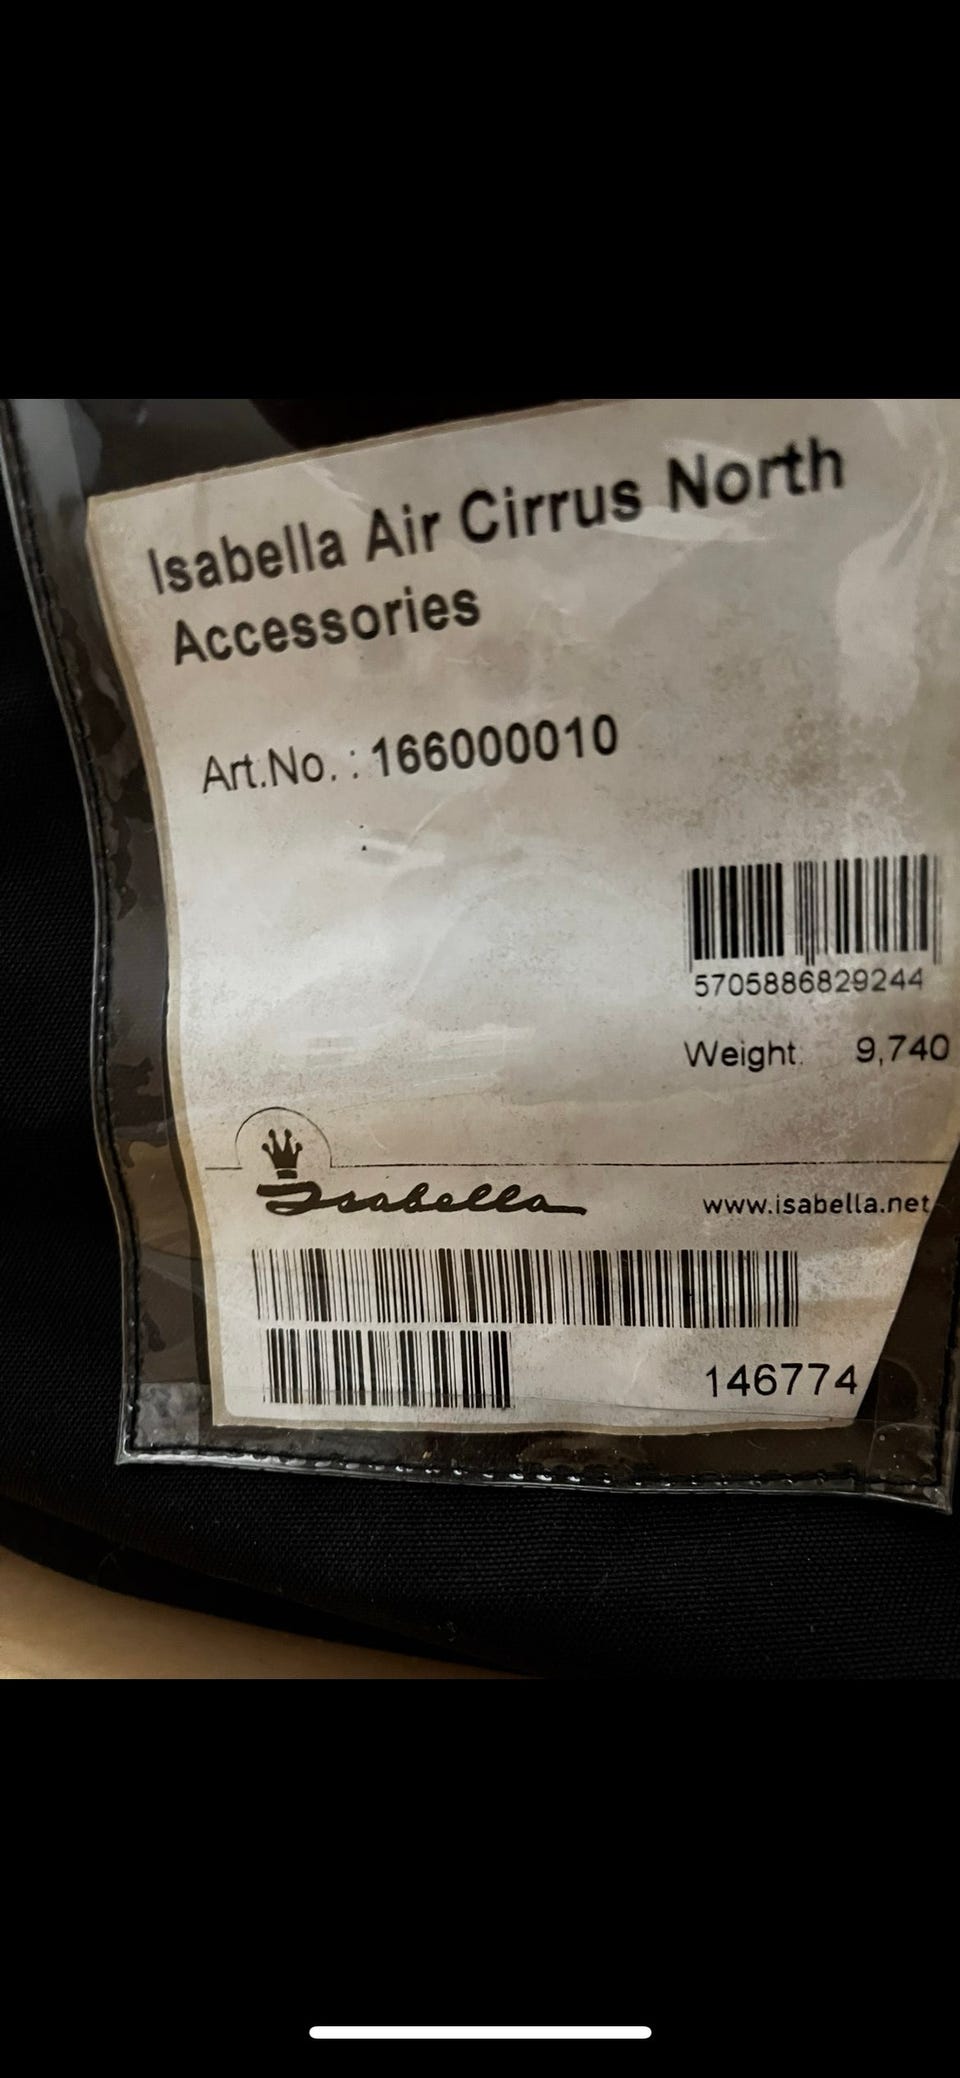 Isabella Air Cirrus North
Accessories
Art.No. : 166000010
5705886829244
Weight: 9,740
Isabella
www.isabella.net
146774